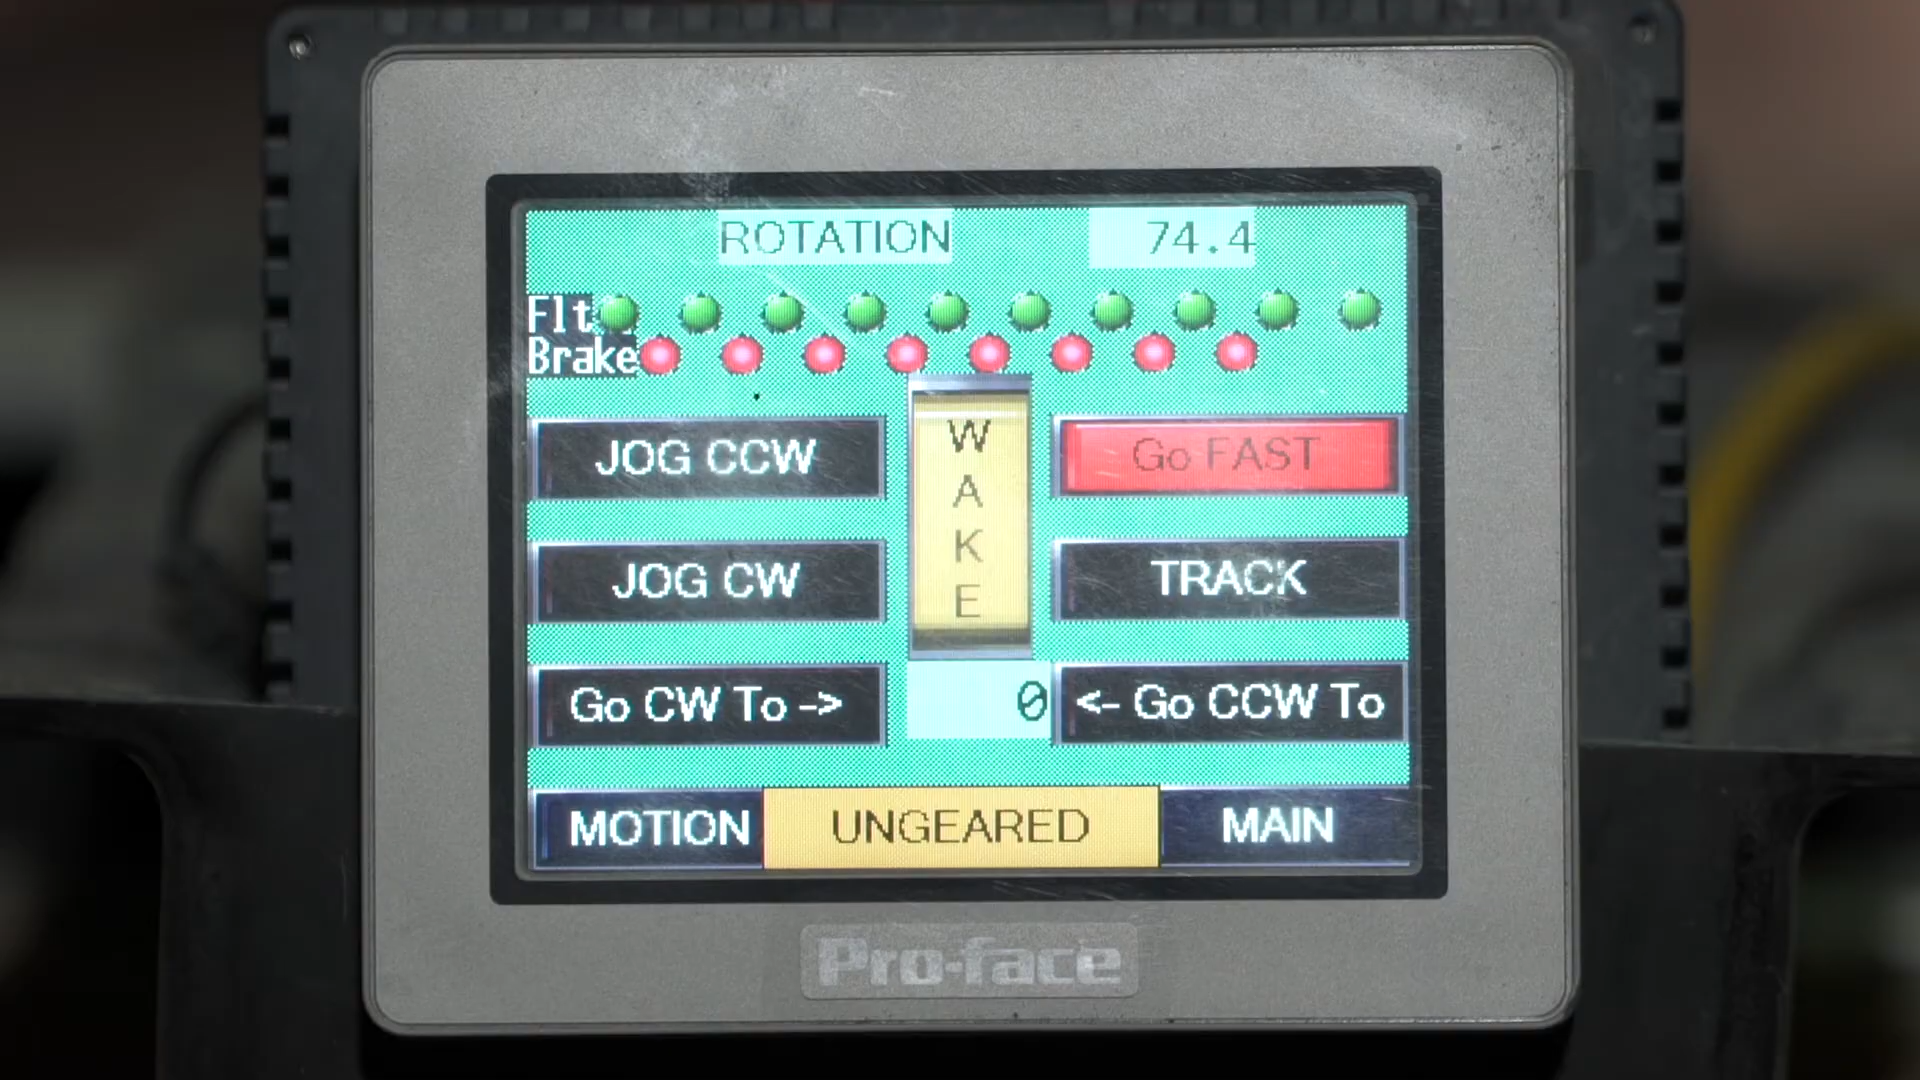 ROTATION 74.4
Flt
Brake
JOG CCW
WAKE
Go FAST
JOG CW
TRACK
Go CW To ->
0
<- Go CCW To
MOTION
UNGEARED
MAIN
Pro-face